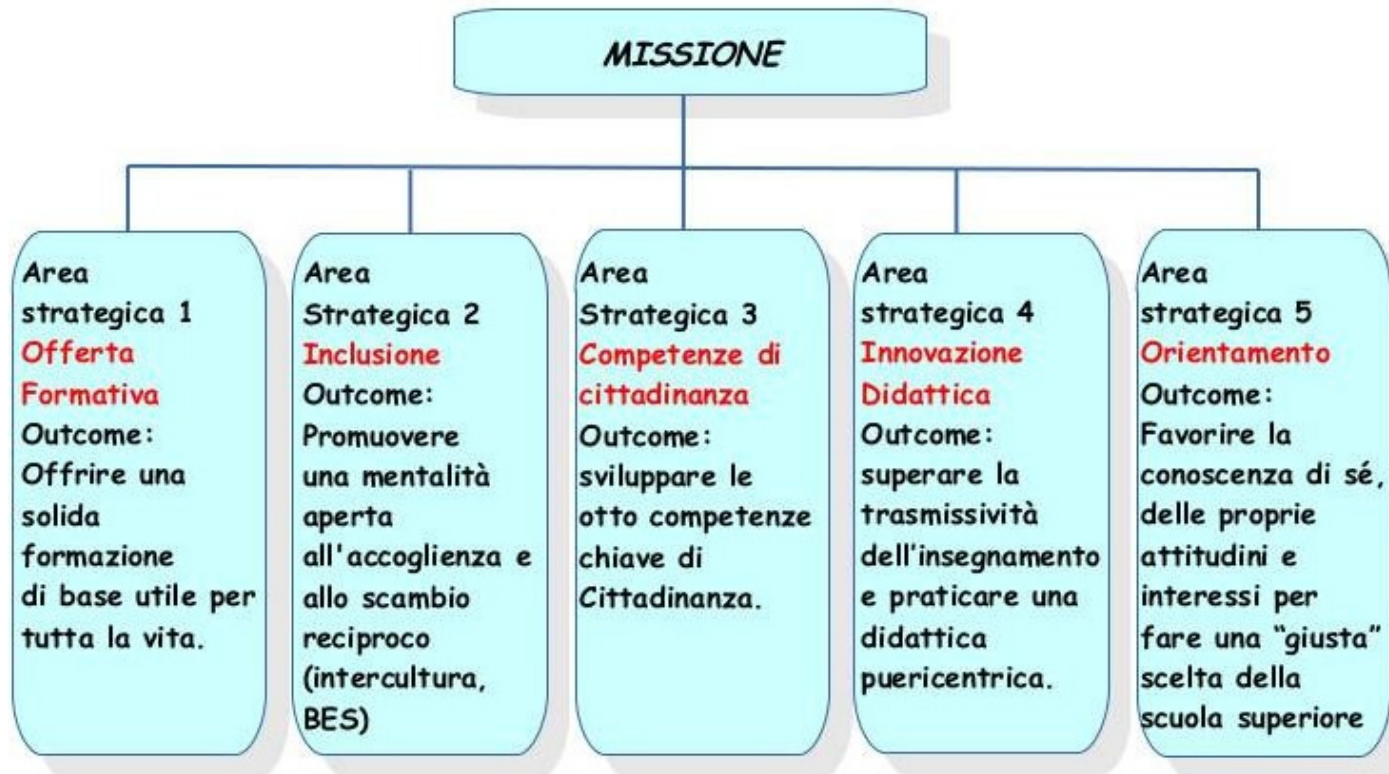 MISSIONE
Area
strategica 1
Offerta
Formativa
Outcome:
Offrire una
solida
formazione
di base utile per
tutta la vita.
Area
Strategica 2
Inclusione
Outcome:
Promuovere
una mentalità
aperta
all'accoglienza e
allo scambio
reciproco
(intercultura,
BES)
Area
Strategica 3
Competenze di
cittadinanza
Outcome:
sviluppare le
otto competenze
chiave di
Cittadinanza.
Area
strategica 4
Innovazione
Didattica
Outcome:
superare la
trasmissività
dell'insegnamento
e praticare una
didattica
puericentrica.
Area
strategica 5
Orientamento
Outcome:
Favorire la
conoscenza di sé,
delle proprie
attitudini e
interessi per
fare una “giusta”
scelta della
scuola superiore